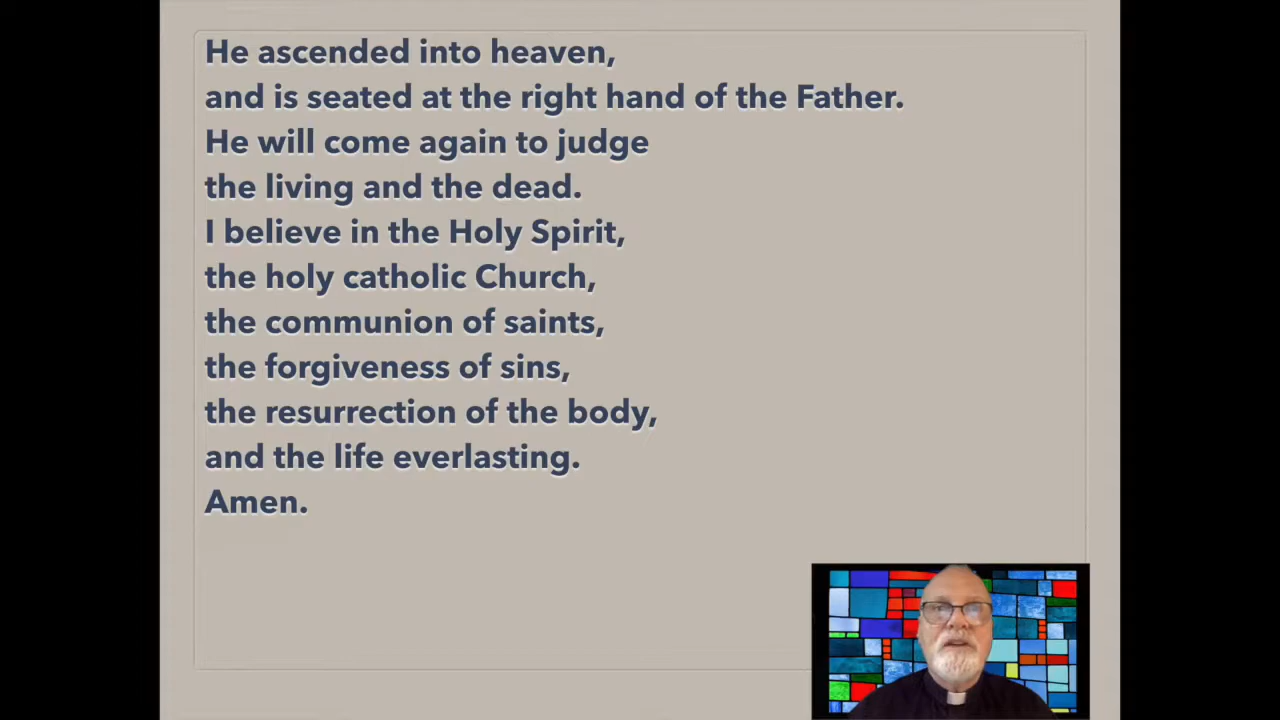 He ascended into heaven,
and is seated at the right hand of the Father.
He will come again to judge
the living and the dead.
I believe in the Holy Spirit,
the holy catholic Church,
the communion of saints,
the forgiveness of sins,
the resurrection of the body,
and the life everlasting.
Amen.